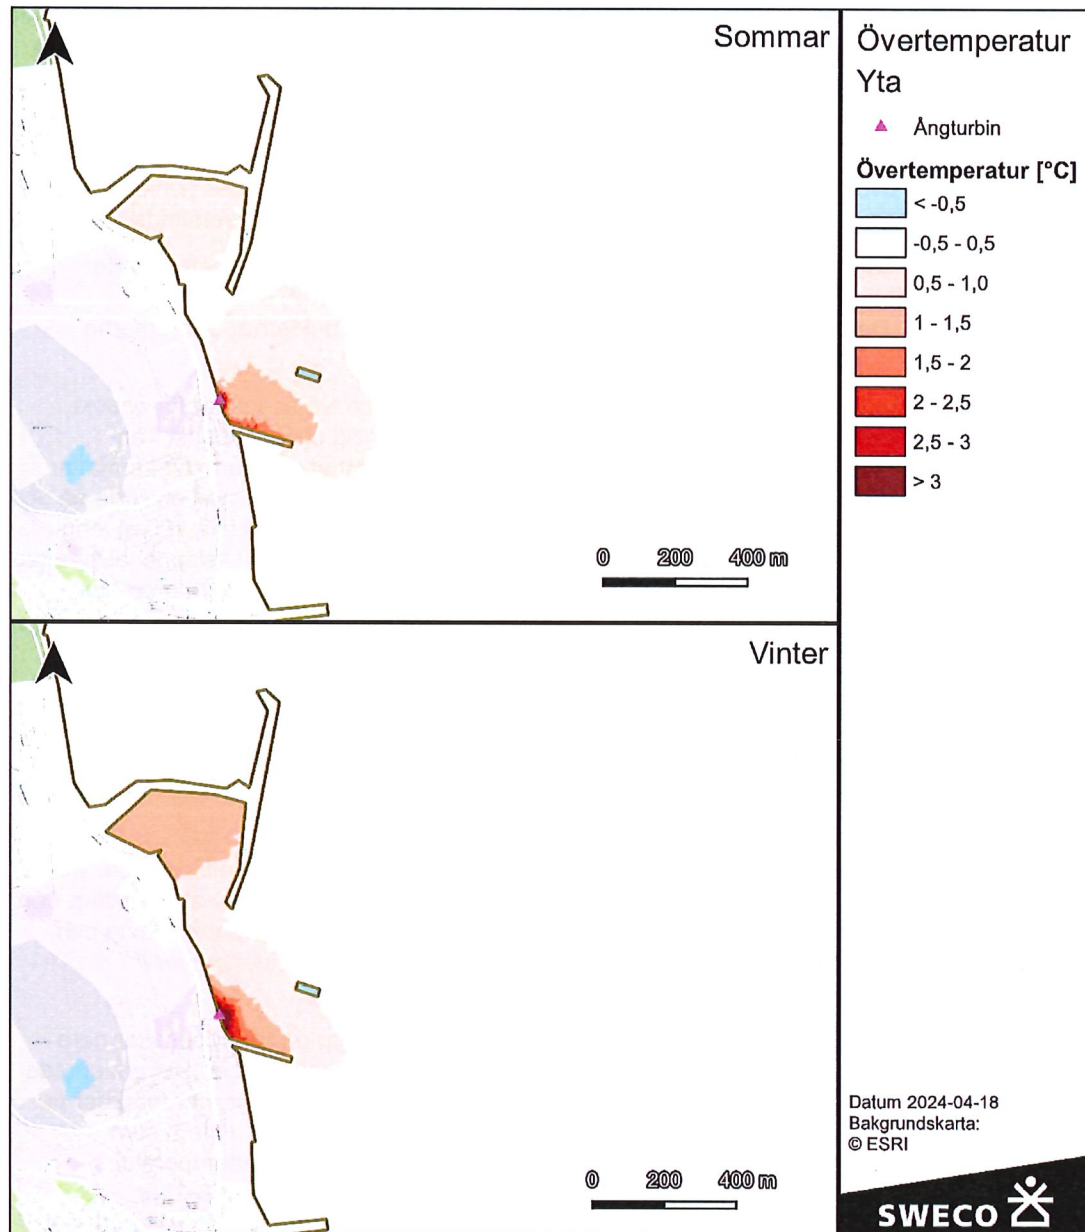 Sommar
0 200 400 m
Vinter
0 200 400 m
Övertemperatur
Yta
Ångturbin
Övertemperatur [°C]
< -0,5
-0,5 - 0,5
0,5 - 1,0
1 - 1,5
1,5 - 2
2 - 2,5
2,5 - 3
> 3
Datum 2024-04-18
Bakgrundskarta:
© ESRI
SWECO